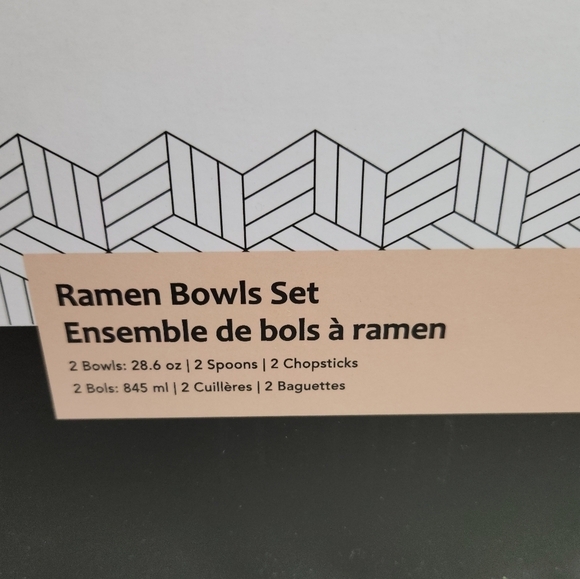 Ramen Bowls Set
Ensemble de bols à ramen
2 Bowls: 28.6 oz | 2 Spoons | 2 Chopsticks
2 Bols: 845 ml | 2 Cuillères | 2 Baguettes